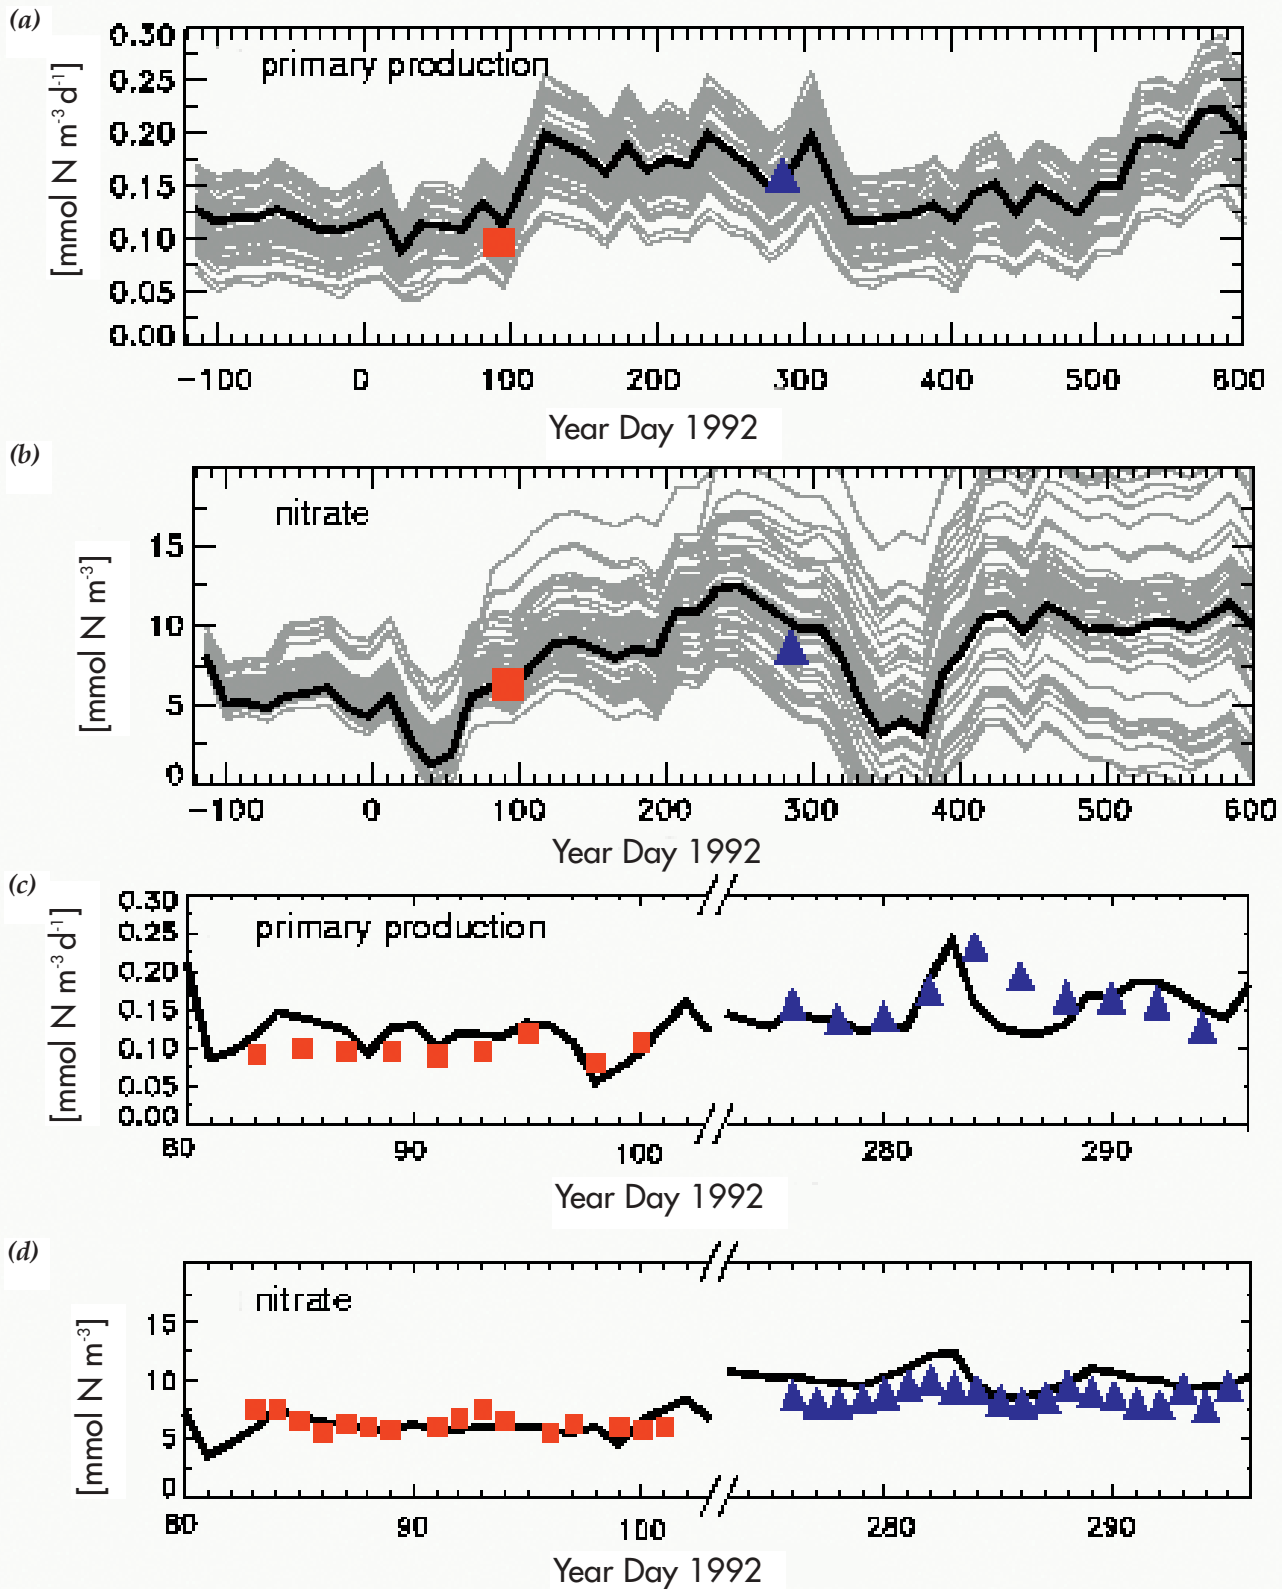 (a)
primary production
[mmol N m-3 d-1]
0.30
0.25
0.20
0.15
0.10
0.05
0.00
-100 0 100 200 300 400 500 600
Year Day 1992
(b)
nitrate
[mmol N m-3]
15
10
5
0
-100 0 100 200 300 400 500 600
Year Day 1992
(c)
primary production
[mmol N m-3 d-1]
0.30
0.25
0.20
0.15
0.10
0.05
0.00
80 90 100 280 290
Year Day 1992
(d)
nitrate
[mmol N m-3]
15
10
5
0
80 90 100 280 290
Year Day 1992